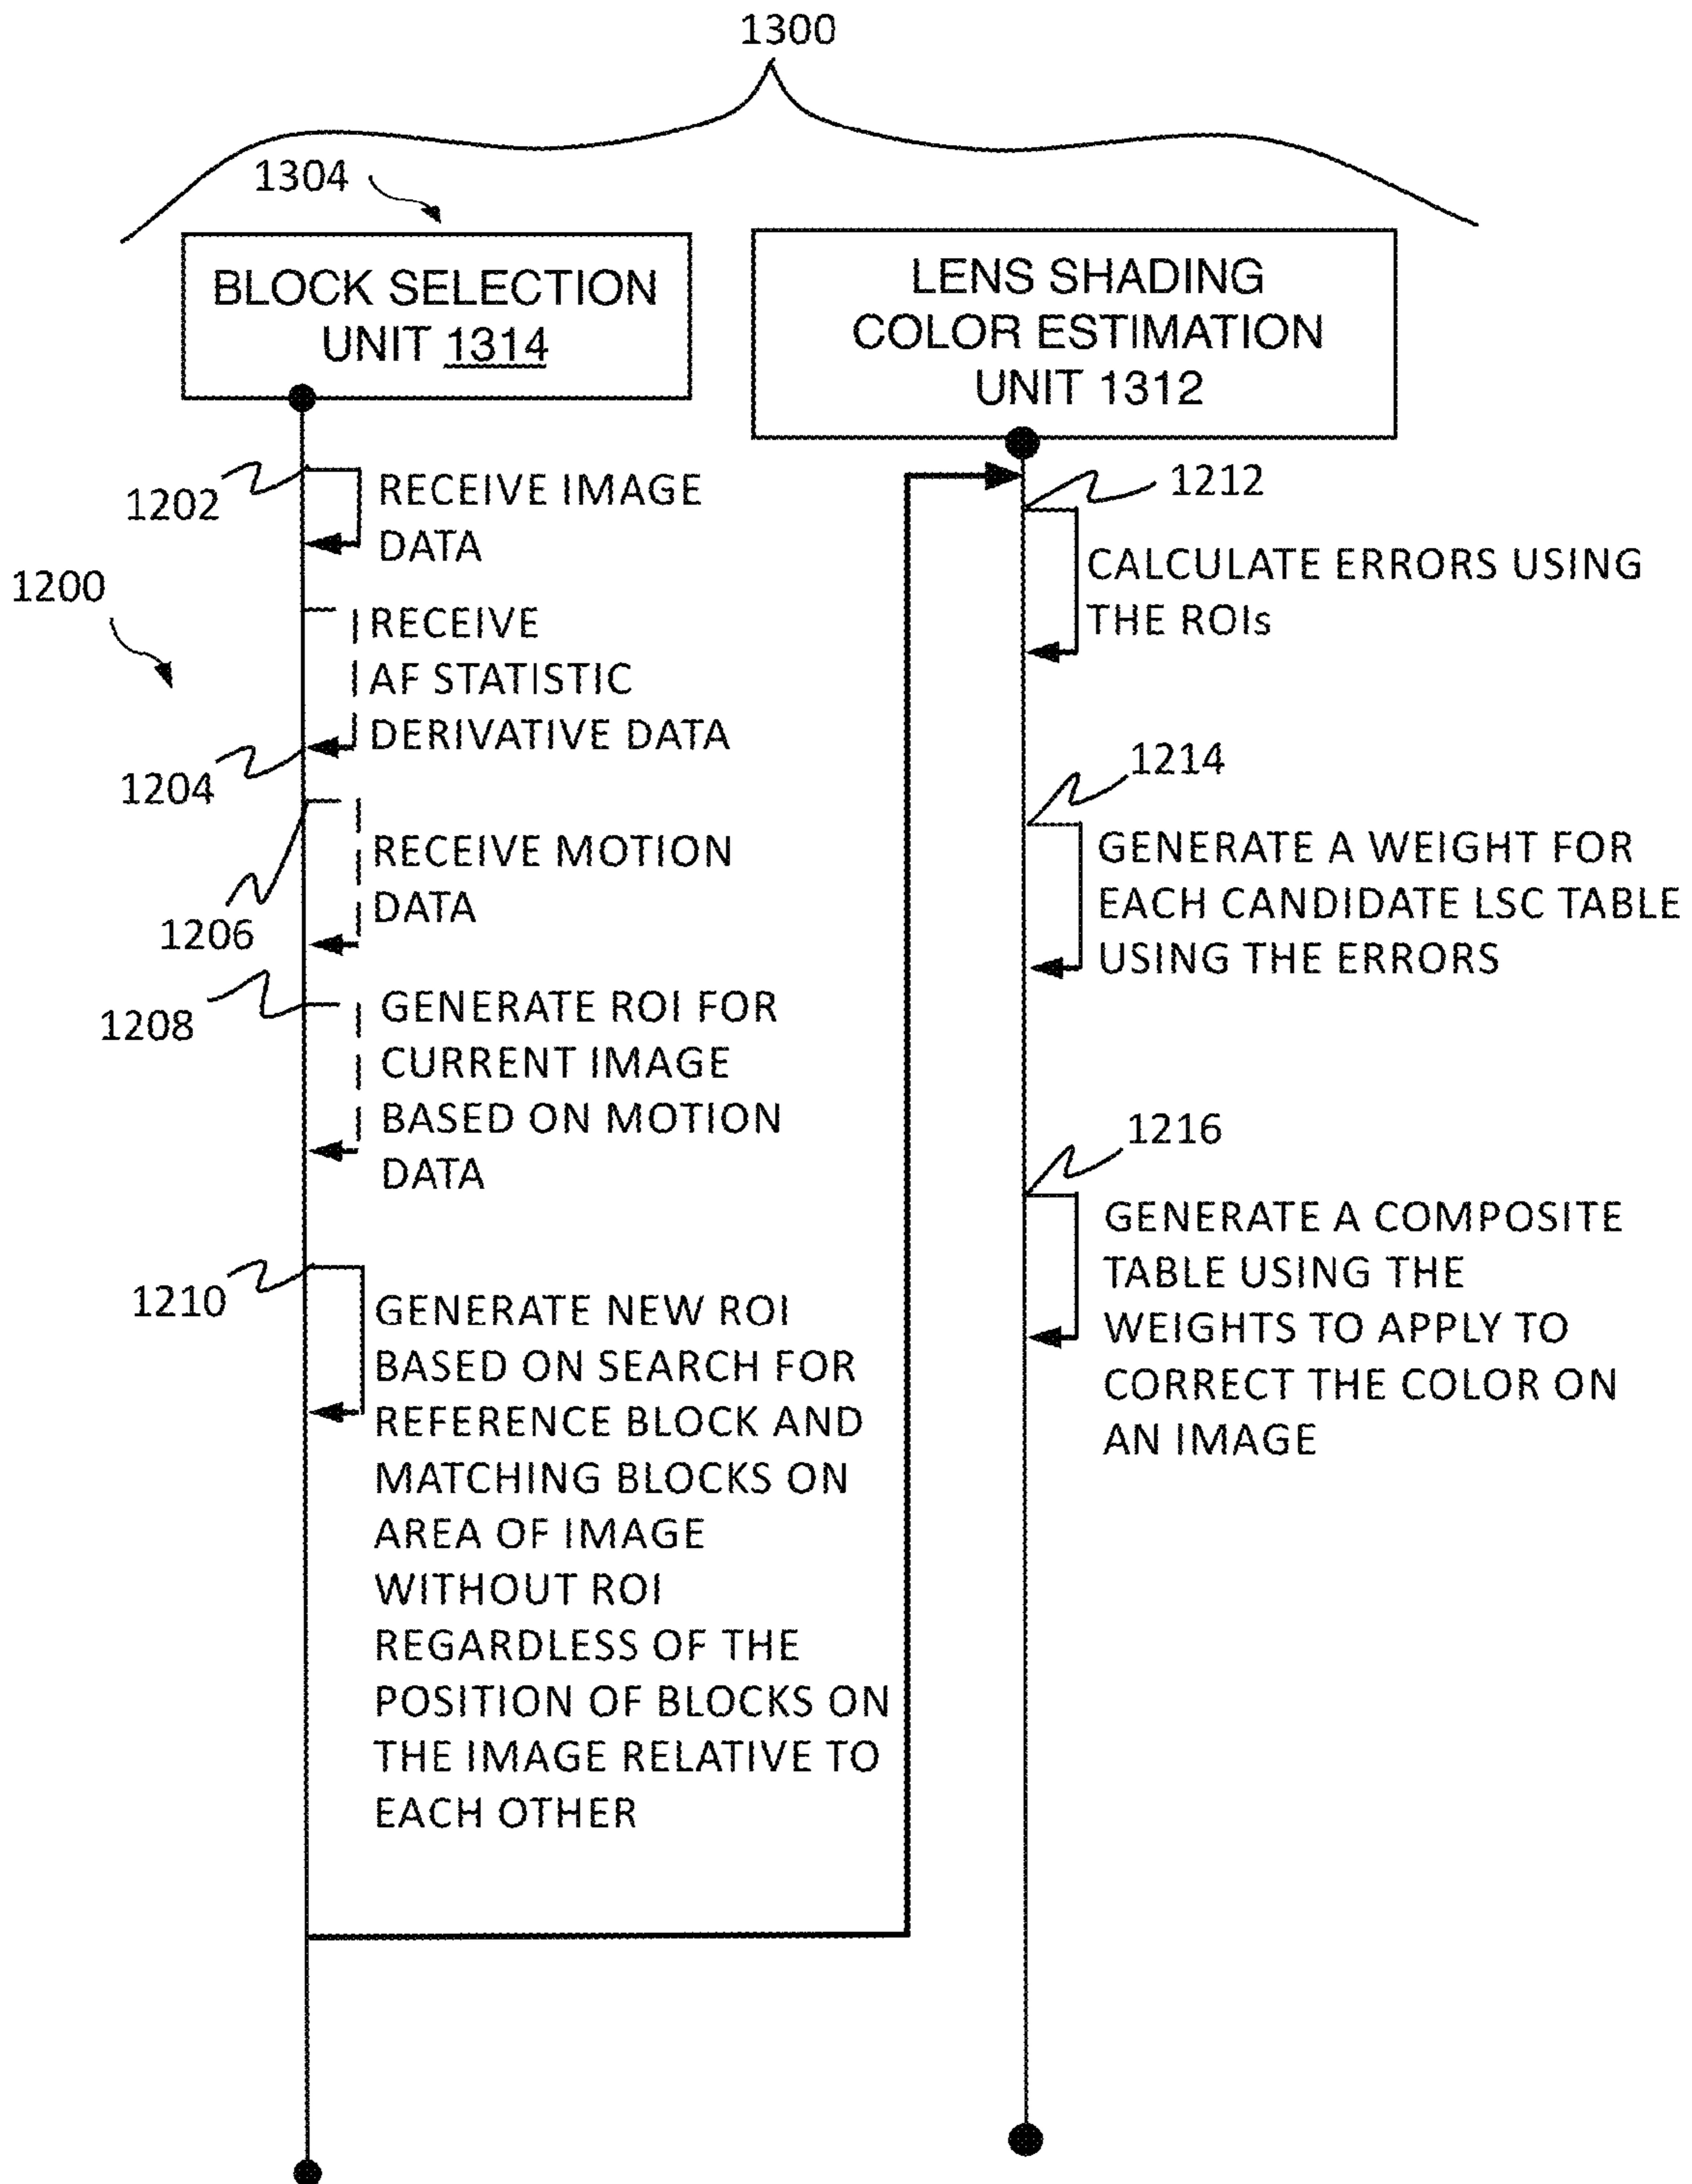 1300
1304
BLOCK SELECTION
UNIT 1314
LENS SHADING
COLOR ESTIMATION
UNIT 1312
1200
1202
RECEIVE IMAGE
DATA
RECEIVE
AF STATISTIC
DERIVATIVE DATA
1204
RECEIVE MOTION
DATA
1206
1208
GENERATE ROI FOR
CURRENT IMAGE
BASED ON MOTION
DATA
1210
GENERATE NEW ROI
BASED ON SEARCH FOR
REFERENCE BLOCK AND
MATCHING BLOCKS ON
AREA OF IMAGE
WITHOUT ROI
REGARDLESS OF THE
POSITION OF BLOCKS ON
THE IMAGE RELATIVE TO
EACH OTHER
1212
CALCULATE ERRORS USING
THE ROIs
1214
GENERATE A WEIGHT FOR
EACH CANDIDATE LSC TABLE
USING THE ERRORS
1216
GENERATE A COMPOSITE
TABLE USING THE
WEIGHTS TO APPLY TO
CORRECT THE COLOR ON
AN IMAGE